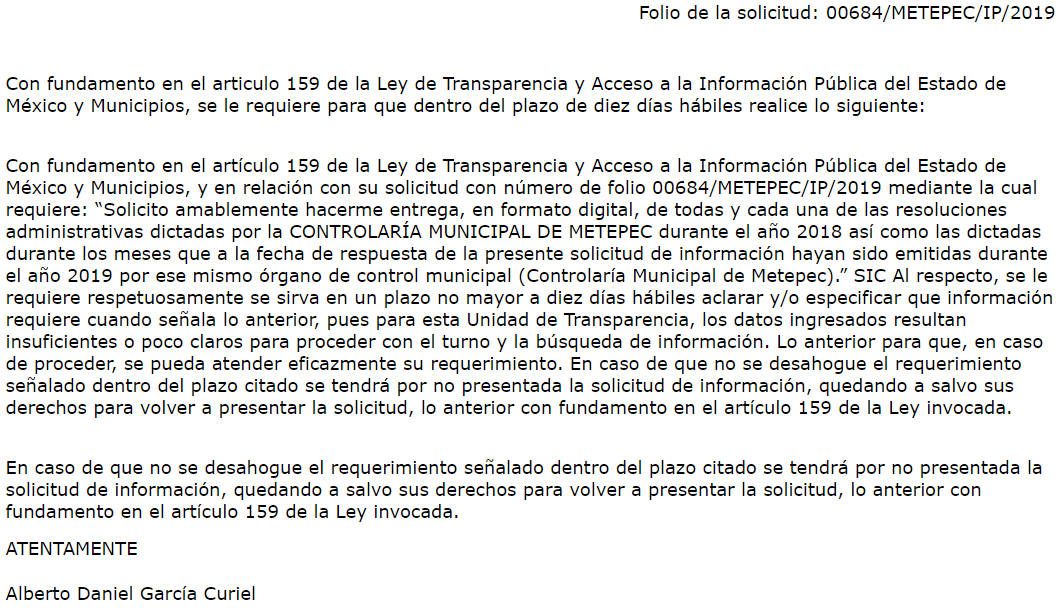 Folio de la solicitud: 00684/METEPEC/IP/2019
Con fundamento en el articulo 159 de la Ley de Transparencia y Acceso a la Información Pública del Estado de
México y Municipios, se le requiere para que dentro del plazo de diez días hábiles realice lo siguiente:
Con fundamento en el artículo 159 de la Ley de Transparencia y Acceso a la Información Pública del Estado de
México y Municipios, y en relación con su solicitud con número de folio 00684/METEPEC/IP/2019 mediante la cual
requiere: “Solicito amablemente hacerme entrega, en formato digital, de todas y cada una de las resoluciones
administrativas dictadas por la CONTROLARÍA MUNICIPAL DE METEPEC durante el año 2018 así como las dictadas
durante los meses que a la fecha de respuesta de la presente solicitud de información hayan sido emitidas durante
el año 2019 por ese mismo órgano de control municipal (Controlaría Municipal de Metepec).” SIC Al respecto, se le
requiere respetuosamente se sirva en un plazo no mayor a diez días hábiles aclarar y/o especificar que información
requiere cuando señala lo anterior, pues para esta Unidad de Transparencia, los datos ingresados resultan
insuficientes o poco claros para proceder con el turno y la búsqueda de información. Lo anterior para que, en caso
de proceder, se pueda atender eficazmente su requerimiento. En caso de que no se desahogue el requerimiento
señalado dentro del plazo citado se tendrá por no presentada la solicitud de información, quedando a salvo sus
derechos para volver a presentar la solicitud, lo anterior con fundamento en el artículo 159 de la Ley invocada.
En caso de que no se desahogue el requerimiento señalado dentro del plazo citado se tendrá por no presentada la
solicitud de información, quedando a salvo sus derechos para volver a presentar la solicitud, lo anterior con
fundamento en el artículo 159 de la Ley invocada.
ATENTAMENTE
Alberto Daniel García Curiel